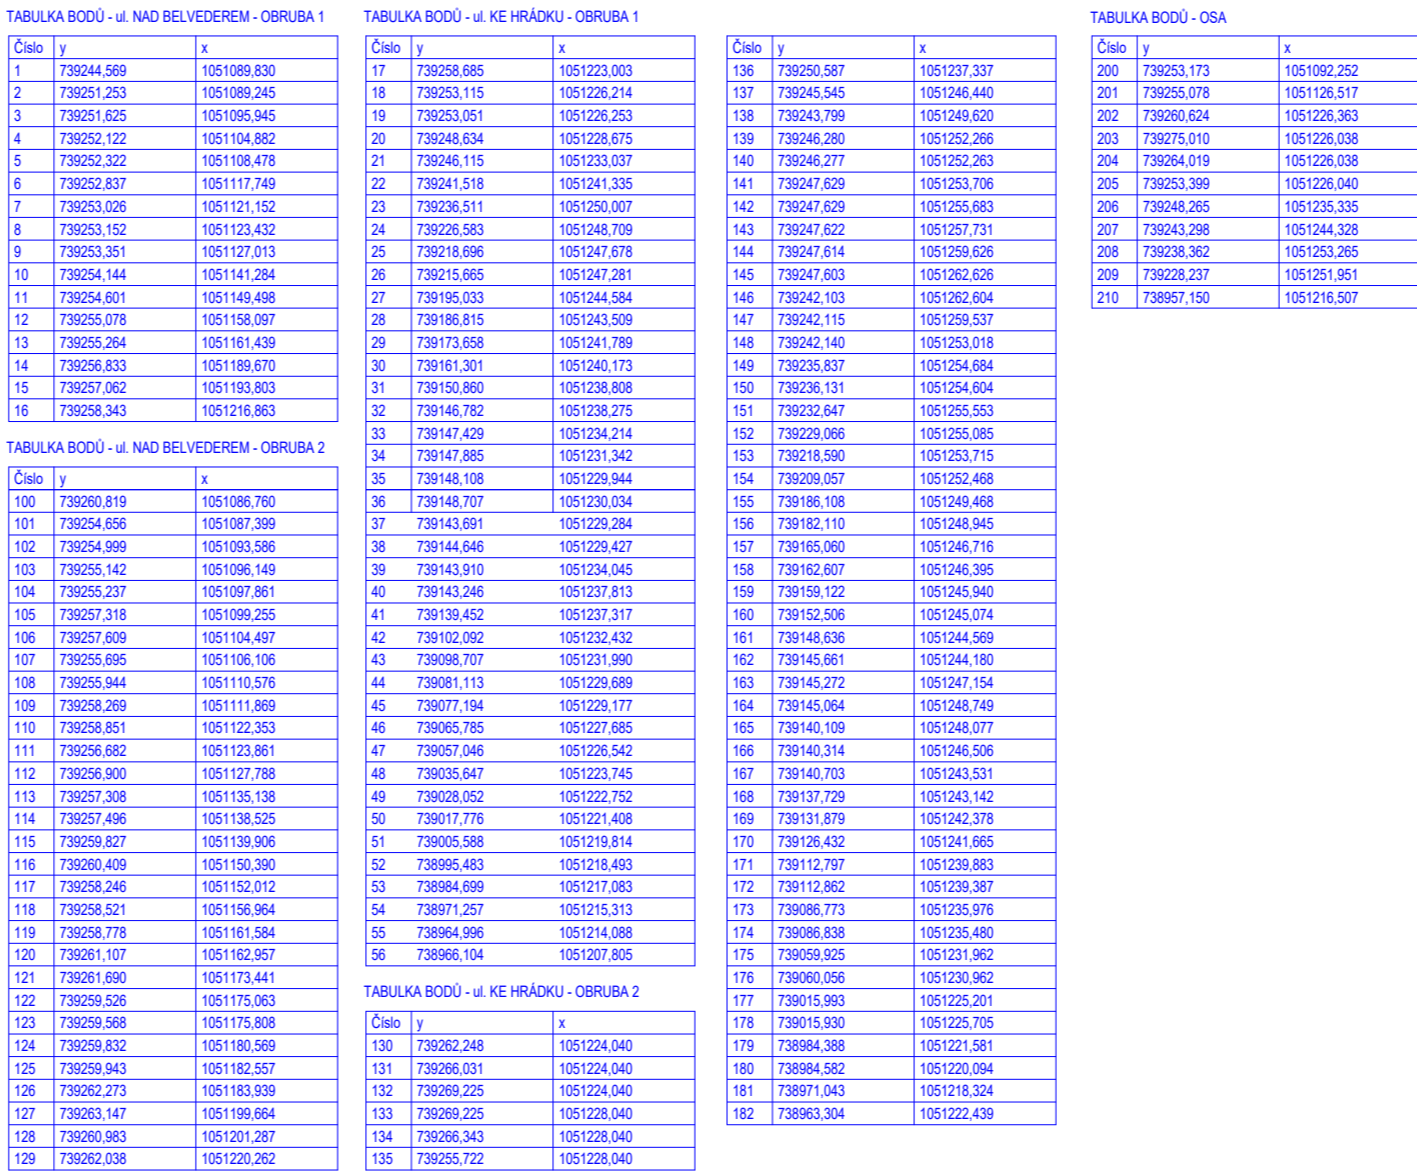 TABULKA BODŮ - ul. NAD BELVEDEREM - OBRUBA 1
Číslo y x
1 739244,569 1051089,830
2 739251,253 1051089,245
3 739251,625 1051095,945
4 739252,122 1051104,882
5 739252,322 1051108,478
6 739252,837 1051117,749
7 739253,026 1051121,152
8 739253,152 1051123,432
9 739253,351 1051127,013
10 739254,144 1051141,284
11 739254,601 1051149,498
12 739255,078 1051158,097
13 739255,264 1051161,439
14 739256,833 1051189,670
15 739257,062 1051193,803
16 739258,343 1051216,863
TABULKA BODŮ - ul. NAD BELVEDEREM - OBRUBA 2
Číslo y x
100 739260,819 1051086,760
101 739254,656 1051087,399
102 739254,999 1051093,586
103 739255,142 1051096,149
104 739255,237 1051097,861
105 739257,318 1051099,255
106 739257,609 1051104,497
107 739255,695 1051106,106
108 739255,944 1051110,576
109 739258,269 1051111,869
110 739258,851 1051122,353
111 739256,682 1051123,861
112 739256,900 1051127,788
113 739257,308 1051135,138
114 739257,496 1051138,525
115 739259,827 1051139,906
116 739260,409 1051150,390
117 739258,246 1051152,012
118 739258,521 1051156,964
119 739258,778 1051161,584
120 739261,107 1051162,957
121 739261,690 1051173,441
122 739259,526 1051175,063
123 739259,568 1051175,808
124 739259,832 1051180,569
125 739259,943 1051182,557
126 739262,273 1051183,939
127 739263,147 1051199,664
128 739260,983 1051201,287
129 739262,038 1051220,262
TABULKA BODŮ - ul. KE HRÁDKU - OBRUBA 1
Číslo y x
17 739258,685 1051223,003
18 739253,115 1051226,214
19 739253,051 1051226,253
20 739248,634 1051228,675
21 739246,115 1051233,037
22 739241,518 1051241,335
23 739236,511 1051250,007
24 739226,583 1051248,709
25 739218,696 1051247,678
26 739215,665 1051247,281
27 739195,033 1051244,584
28 739186,815 1051243,509
29 739173,658 1051241,789
30 739161,301 1051240,173
31 739150,860 1051238,808
32 739146,782 1051238,275
33 739147,429 1051234,214
34 739147,885 1051231,342
35 739148,108 1051229,944
36 739148,707 1051230,034
37 739143,691 1051229,284
38 739144,646 1051229,427
39 739143,910 1051234,045
40 739143,246 1051237,813
41 739139,452 1051237,317
42 739102,092 1051232,432
43 739098,707 1051231,990
44 739081,113 1051229,689
45 739077,194 1051229,177
46 739065,785 1051227,685
47 739057,046 1051226,542
48 739035,647 1051223,745
49 739028,052 1051222,752
50 739017,776 1051221,408
51 739005,588 1051219,814
52 738995,483 1051218,493
53 738984,699 1051217,083
54 738971,257 1051215,313
55 738964,996 1051214,088
56 738966,104 1051207,805
TABULKA BODŮ - ul. KE HRÁDKU - OBRUBA 2
Číslo y x
130 739262,248 1051224,040
131 739266,031 1051224,040
132 739269,225 1051224,040
133 739269,225 1051228,040
134 739266,343 1051228,040
135 739255,722 1051228,040
Číslo y x
136 739250,587 1051237,337
137 739245,545 1051246,440
138 739243,799 1051249,620
139 739246,280 1051252,266
140 739246,277 1051252,263
141 739247,629 1051253,706
142 739247,629 1051255,683
143 739247,622 1051257,731
144 739247,614 1051259,626
145 739247,603 1051262,626
146 739242,103 1051262,604
147 739242,115 1051259,537
148 739242,140 1051253,018
149 739235,837 1051254,684
150 739236,131 1051254,604
151 739232,647 1051255,553
152 739229,066 1051255,085
153 739218,590 1051253,715
154 739209,057 1051252,468
155 739186,108 1051249,468
156 739182,110 1051248,945
157 739165,060 1051246,716
158 739162,607 1051246,395
159 739159,122 1051245,940
160 739152,506 1051245,074
161 739148,636 1051244,569
162 739145,661 1051244,180
163 739145,272 1051247,154
164 739145,064 1051248,749
165 739140,109 1051248,077
166 739140,314 1051246,506
167 739140,703 1051243,531
168 739137,729 1051243,142
169 739131,879 1051242,378
170 739126,432 1051241,665
171 739112,797 1051239,883
172 739112,862 1051239,387
173 739086,773 1051235,976
174 739086,838 1051235,480
175 739059,925 1051231,962
176 739060,056 1051230,962
177 739015,993 1051225,201
178 739015,930 1051225,705
179 738984,388 1051221,581
180 738984,582 1051220,094
181 738971,043 1051218,324
182 738963,304 1051222,439
TABULKA BODŮ - OSA
Číslo y x
200 739253,173 1051092,252
201 739255,078 1051126,517
202 739260,624 1051226,363
203 739275,010 1051226,038
204 739264,019 1051226,038
205 739253,399 1051226,040
206 739248,265 1051235,335
207 739243,298 1051244,328
208 739238,362 1051253,265
209 739228,237 1051251,951
210 738957,150 1051216,507